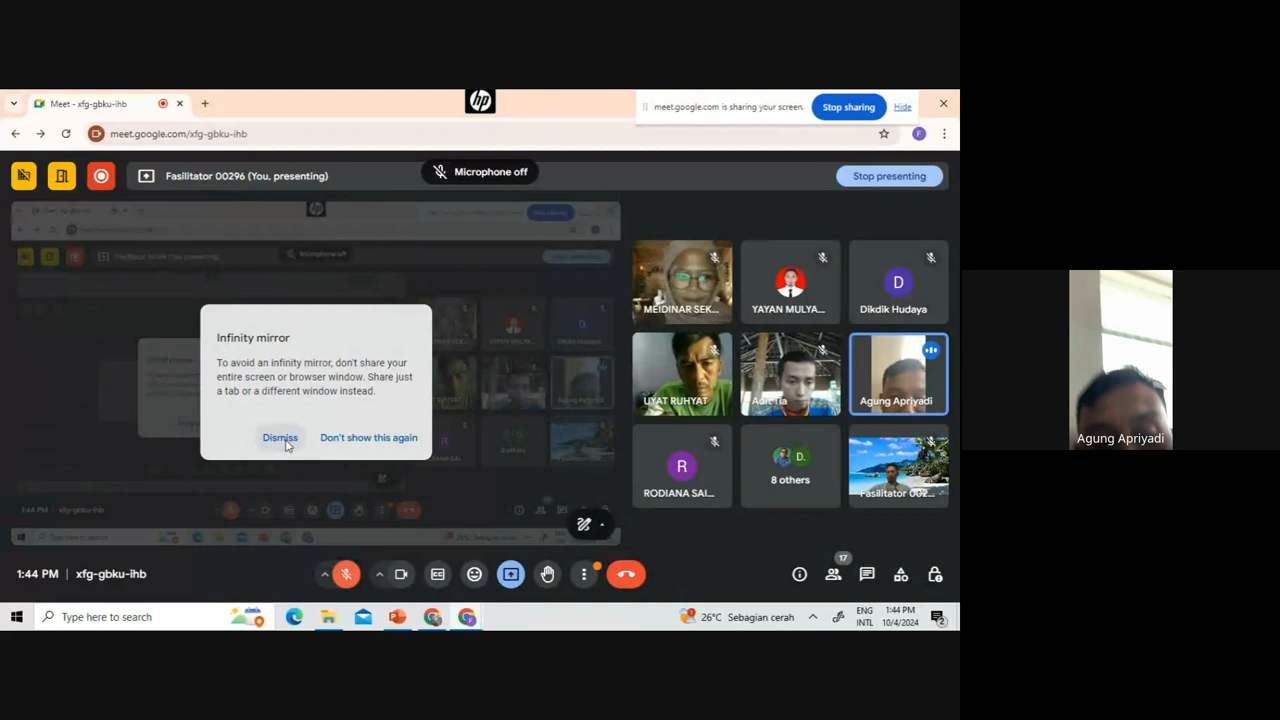 Meet - xfg-gbku-ihb
hp
meet.google.com is sharing your screen.
Stop sharing
Hide
meet.google.com/xfg-gbku-ihb
F
Fasilitator 00296 (You, presenting)
Microphone off
Stop presenting
Infinity mirror
To avoid an infinity mirror, don't share your
entire screen or browser window. Share just
a tab or a different window instead.
Dismiss
Don't show this again
MEIDINAR SEK...
YAYAN MULYA...
D
Dikdik Hudaya
UYAT RUHYAT
Agung Apriyadi
R
RODIANA SAI...
D.
8 others
Fasilitator 002...
Agung Apriyadi
1:44 PM | xfg-gbku-ihb
CC
17
Type here to search
26°C Sebagian cerah
ENG
INTL
1:44 PM
10/4/2024
2